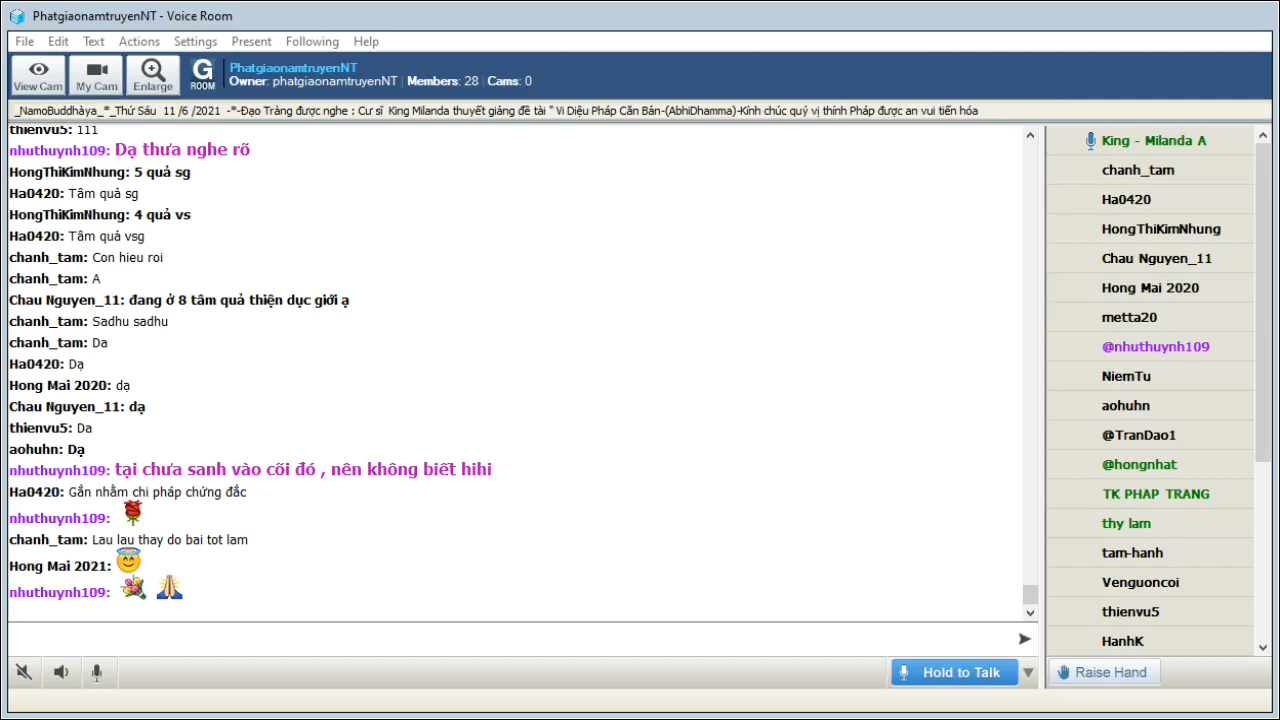 PhatgiaonamtruyenNT - Voice Room
File Edit Text Actions Settings Present Following Help
View Cam My Cam Enlarge G ROOM
PhatgiaonamtruyenNT
Owner: phatgiaonamtruyenNT Members: 28 Cams: 0
_NamoBuddhàya_*_Thứ Sáu 11 /6 /2021 -*-Đạo Tràng được nghe : Cư sĩ King Milanda thuyết giảng đề tài " Vi Diệu Pháp Căn Bản-(AbhiDhamma)-Kính chúc quý vị thính Pháp được an vui tiến hóa
thienvu5: 111
nhuthuynh109: Dạ thưa nghe rõ
HongThiKimNhung: 5 quả sg
Ha0420: Tâm quả sg
HongThiKimNhung: 4 quả vs
Ha0420: Tâm quả vsg
chanh_tam: Con hieu roi
chanh_tam: A
Chau Nguyen_11: đang ở 8 tâm quả thiện dục giới ạ
chanh_tam: Sadhu sadhu
chanh_tam: Da
Ha0420: Dạ
Hong Mai 2020: dạ
Chau Nguyen_11: dạ
thienvu5: Da
aohuhn: Dạ
nhuthuynh109: tại chưa sanh vào cõi đó , nên không biết hihi
Ha0420: Gắn nhằm chi pháp chứng đắc
nhuthuynh109:
chanh_tam: Lau lau thay do bai tot lam
Hong Mai 2021:
nhuthuynh109:
King - Milanda A
chanh_tam
Ha0420
HongThiKimNhung
Chau Nguyen_11
Hong Mai 2020
metta20
@nhuthuynh109
NiemTu
aohuhn
@TranDao1
@hongnhat
TK PHAP TRANG
thy lam
tam-hanh
Venguoncoi
thienvu5
HanhK
Hold to Talk
Raise Hand